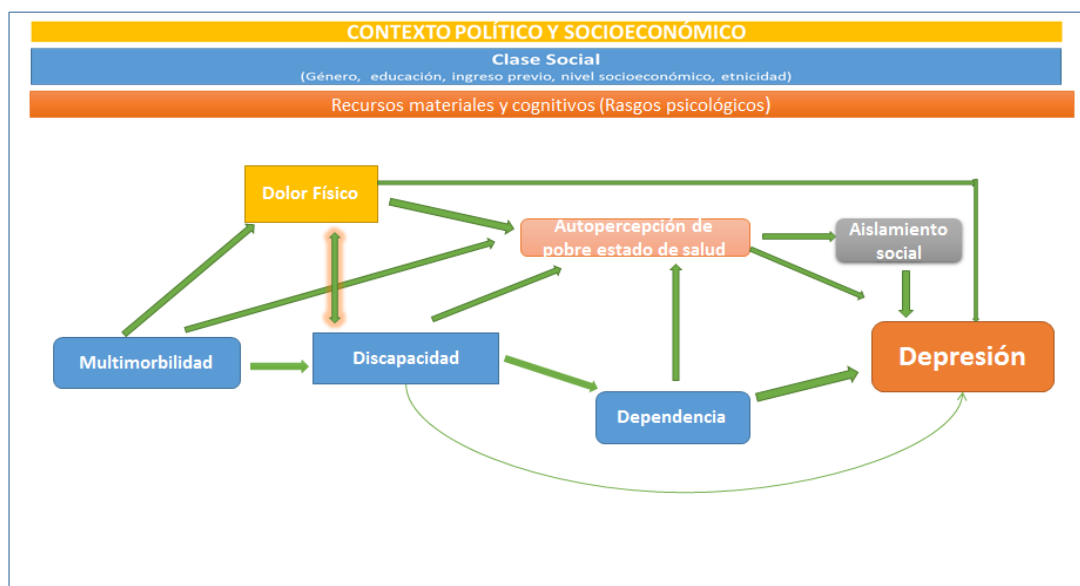 CONTEXTO POLÍTICO Y SOCIOECONÓMICO
Clase Social
(Género, educación, ingreso previo, nivel socioeconómico, etnicidad)
Recursos materiales y cognitivos (Rasgos psicológicos)
Dolor Físico
Autopercepción de
pobre estado de salud
Aislamiento
social
Multimorbilidad
Discapacidad
Depresión
Dependencia